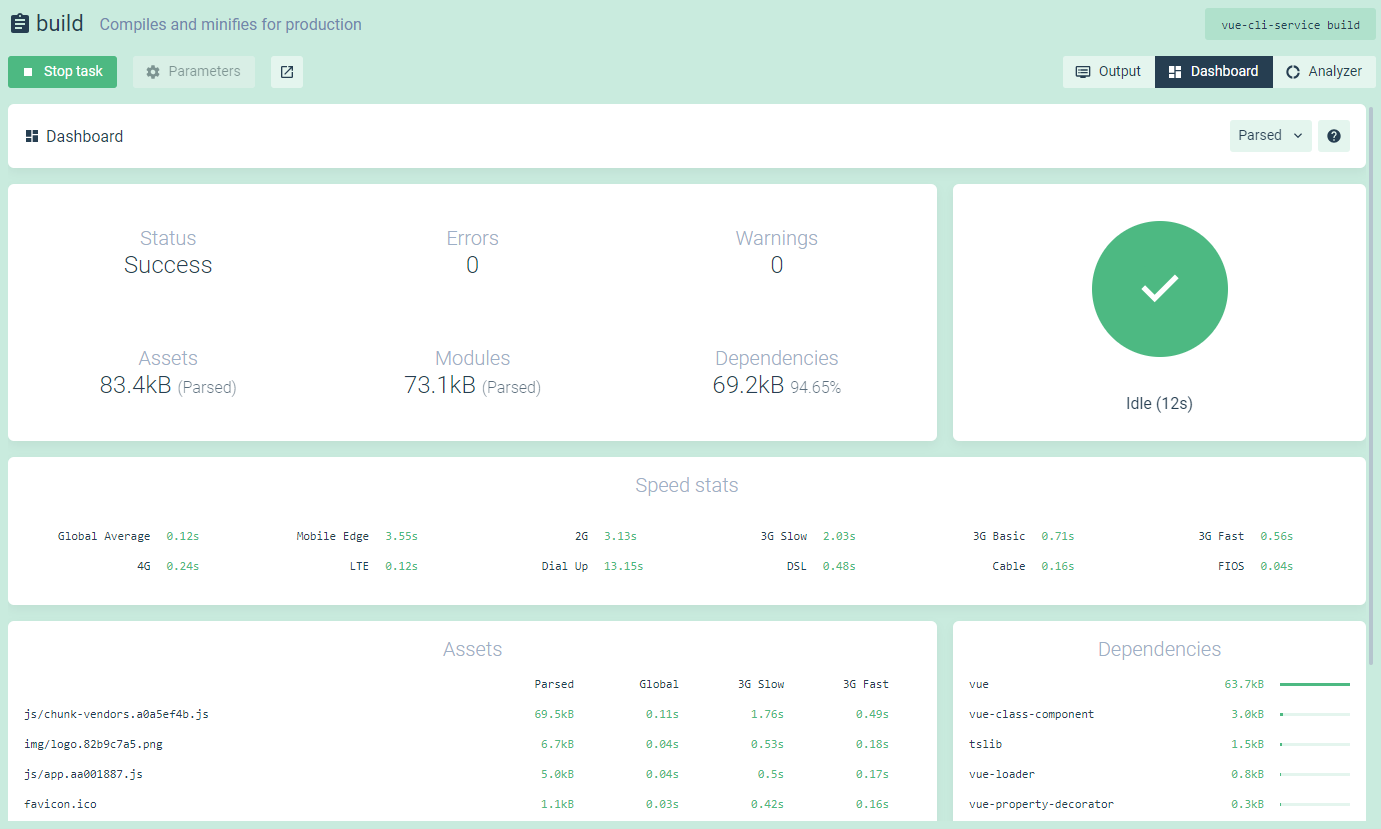 build Compiles and minifies for production vue-cli-service build
Stop task Parameters Output Dashboard Analyzer
Dashboard Parsed
Status Errors Warnings
Success 0 0
Assets Modules Dependencies
83.4kB (Parsed) 73.1kB (Parsed) 69.2kB 94.65%
Idle (12s)
Speed stats
Global Average 0.12s Mobile Edge 3.55s 2G 3.13s 3G Slow 2.03s 3G Basic 0.71s 3G Fast 0.56s
4G 0.24s LTE 0.12s Dial Up 13.15s DSL 0.48s Cable 0.16s FIOS 0.04s
Assets
Parsed Global 3G Slow 3G Fast
js/chunk-vendors.a0a5ef4b.js 69.5kB 0.11s 1.76s 0.49s
img/logo.82b9c7a5.png 6.7kB 0.04s 0.53s 0.18s
js/app.aa001887.js 5.0kB 0.04s 0.5s 0.17s
favicon.ico 1.1kB 0.03s 0.42s 0.16s
Dependencies
vue 63.7kB
vue-class-component 3.0kB
tslib 1.5kB
vue-loader 0.8kB
vue-property-decorator 0.3kB